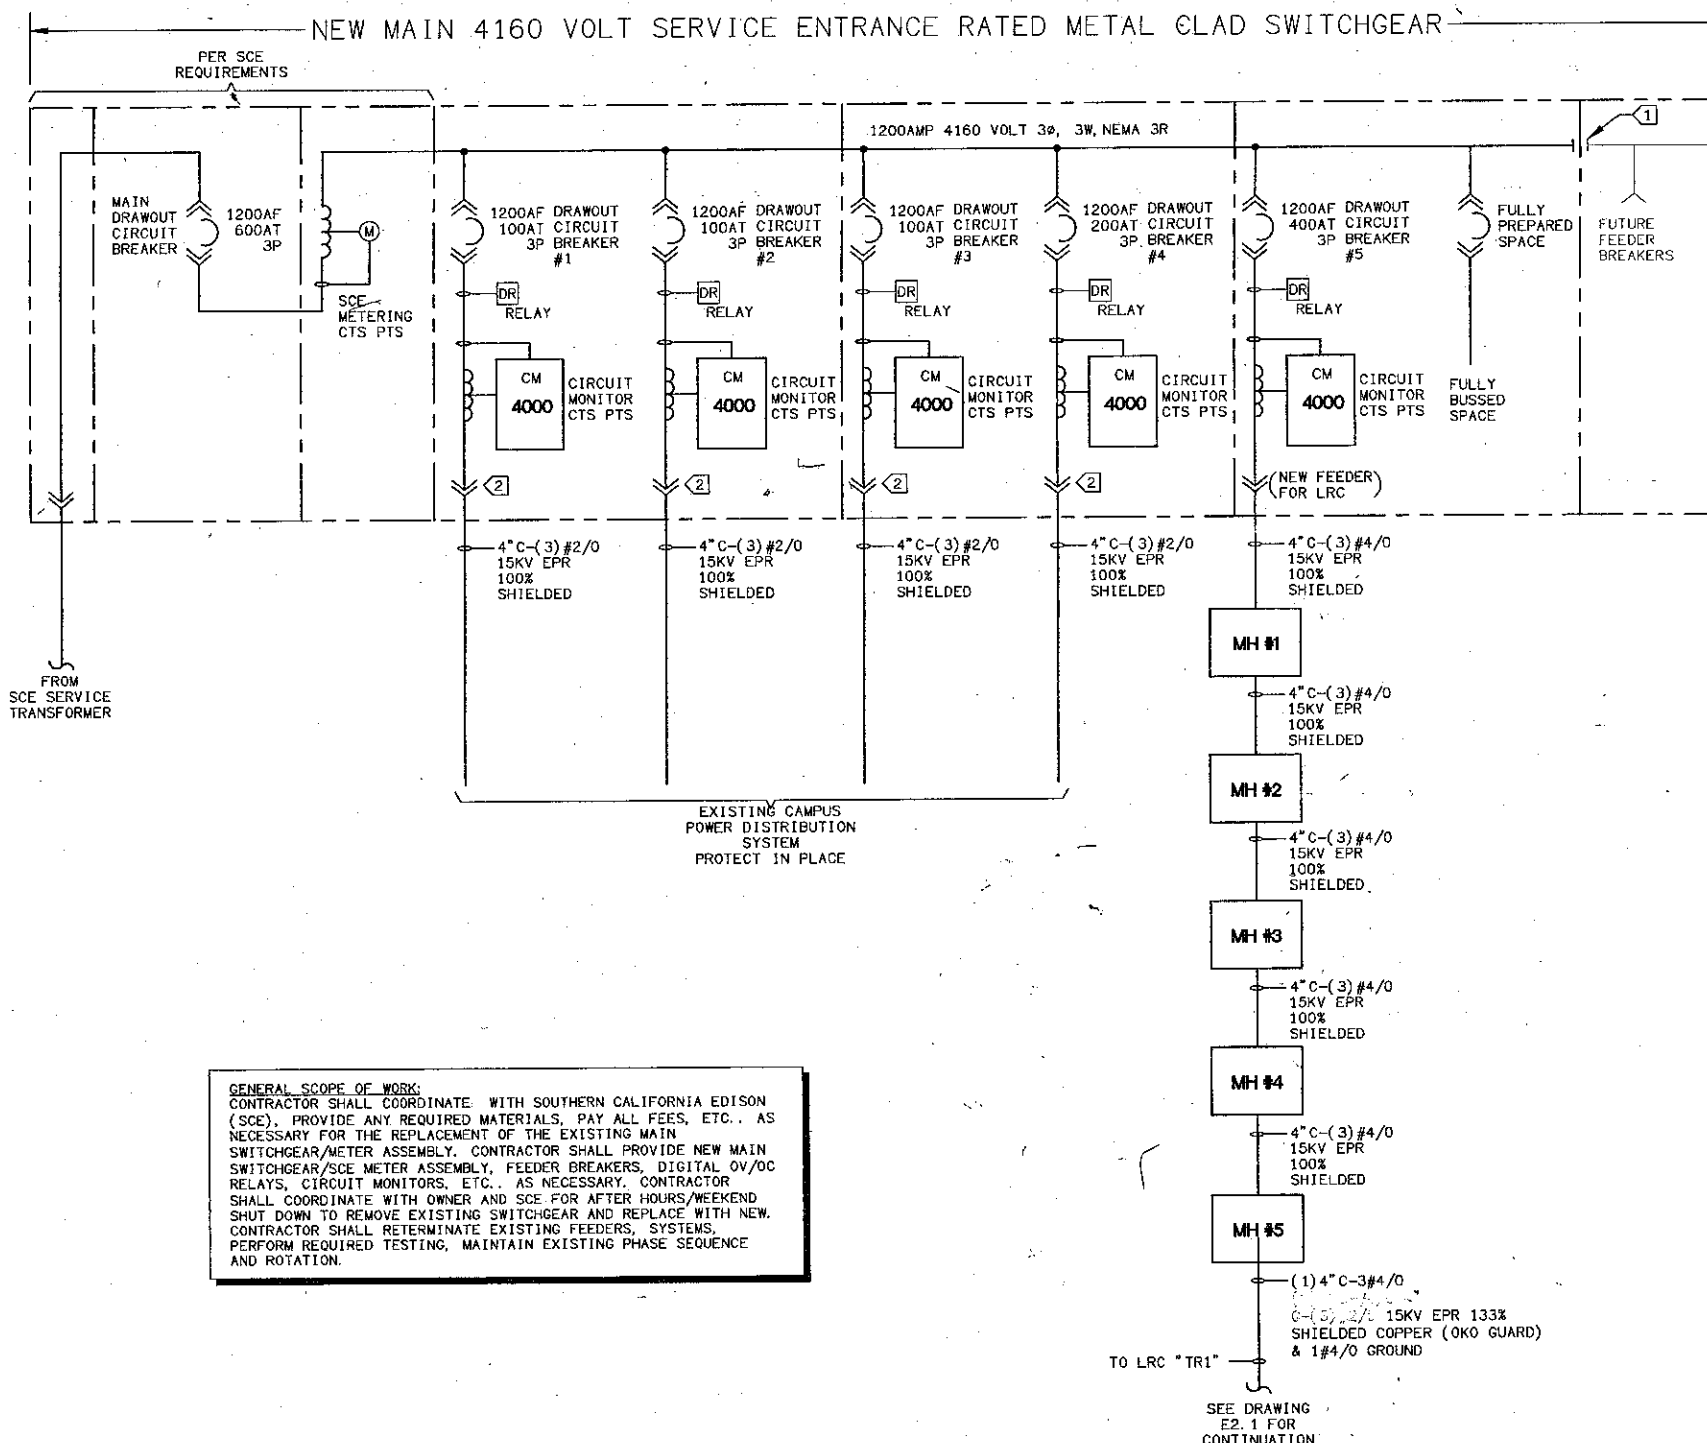 NEW MAIN 4160 VOLT SERVICE ENTRANCE RATED METAL CLAD SWITCHGEAR
PER SCE
REQUIREMENTS
1200AMP 4160 VOLT 3ø, 3W, NEMA 3R
1
MAIN
DRAWOUT
CIRCUIT
BREAKER
1200AF
600AT
3P
M
SCE
METERING
CTS PTS
1200AF DRAWOUT
100AT CIRCUIT
3P BREAKER
#1
1200AF DRAWOUT
100AT CIRCUIT
3P BREAKER
#2
1200AF DRAWOUT
100AT CIRCUIT
3P BREAKER
#3
1200AF DRAWOUT
200AT CIRCUIT
3P BREAKER
#4
1200AF DRAWOUT
400AT CIRCUIT
3P BREAKER
#5
FULLY
PREPARED
SPACE
FUTURE
FEEDER
BREAKERS
DR
RELAY
DR
RELAY
DR
RELAY
DR
RELAY
DR
RELAY
CM
4000
CIRCUIT
MONITOR
CTS PTS
CM
4000
CIRCUIT
MONITOR
CTS PTS
CM
4000
CIRCUIT
MONITOR
CTS PTS
CM
4000
CIRCUIT
MONITOR
CTS PTS
CM
4000
CIRCUIT
MONITOR
CTS PTS
FULLY
BUSSED
SPACE
2
2
2
2
(NEW FEEDER
FOR LRC)
4"C-(3)#2/0
15KV EPR
100%
SHIELDED
4"C-(3)#2/0
15KV EPR
100%
SHIELDED
4"C-(3)#2/0
15KV EPR
100%
SHIELDED
4"C-(3)#2/0
15KV EPR
100%
SHIELDED
4"C-(3)#4/0
15KV EPR
100%
SHIELDED
FROM
SCE SERVICE
TRANSFORMER
MH #1
4"C-(3)#4/0
15KV EPR
100%
SHIELDED
MH #2
EXISTING CAMPUS
POWER DISTRIBUTION
SYSTEM
PROTECT IN PLACE
4"C-(3)#4/0
15KV EPR
100%
SHIELDED
MH #3
4"C-(3)#4/0
15KV EPR
100%
SHIELDED
MH #4
4"C-(3)#4/0
15KV EPR
100%
SHIELDED
MH #5
GENERAL SCOPE OF WORK:
CONTRACTOR SHALL COORDINATE WITH SOUTHERN CALIFORNIA EDISON
(SCE), PROVIDE ANY REQUIRED MATERIALS, PAY ALL FEES, ETC., AS
NECESSARY FOR THE REPLACEMENT OF THE EXISTING MAIN
SWITCHGEAR/METER ASSEMBLY. CONTRACTOR SHALL PROVIDE NEW MAIN
SWITCHGEAR/SCE METER ASSEMBLY, FEEDER BREAKERS, DIGITAL OV/OC
RELAYS, CIRCUIT MONITORS, ETC., AS NECESSARY. CONTRACTOR
SHALL COORDINATE WITH OWNER AND SCE FOR AFTER HOURS/WEEKEND
SHUT DOWN TO REMOVE EXISTING SWITCHGEAR AND REPLACE WITH NEW.
CONTRACTOR SHALL RETERMINATE EXISTING FEEDERS, SYSTEMS,
PERFORM REQUIRED TESTING, MAINTAIN EXISTING PHASE SEQUENCE
AND ROTATION.
(1)4"C-3#4/0
15KV EPR 133%
SHIELDED COPPER (OKO GUARD)
& 1#4/0 GROUND
TO LRC "TR1"
SEE DRAWING
E2.1 FOR
CONTINUATION